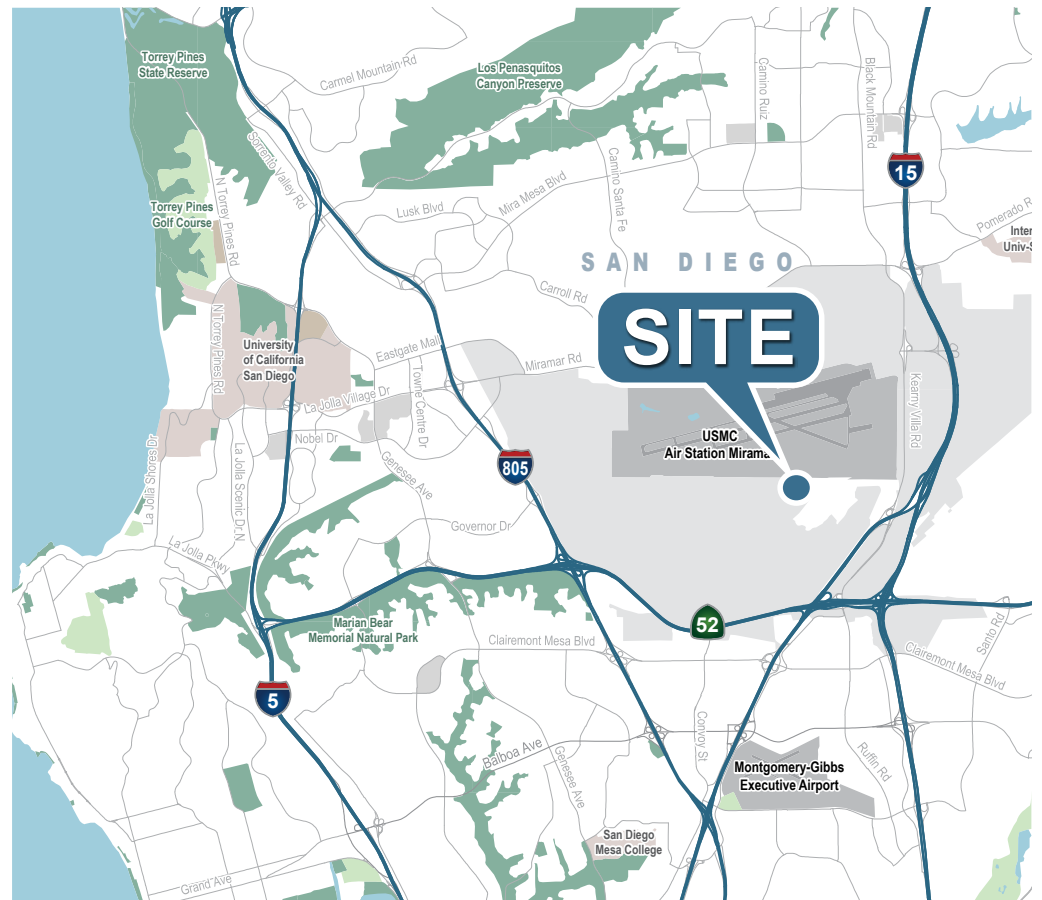 Torrey Pines
State Reserve
Carmel Mountain Rd
Los Penasquitos
Canyon Preserve
Camino Ruiz
Black Mountain Rd
Sorrento Valley Rd
15
N Torrey Pines Rd
Torrey Pines
Golf Course
Lusk Blvd
Mira Mesa Blvd
Camino Santa Fe
Pomerado R
Inter
Univ-S
SAN DIEGO
Carroll Rd
SITE
N Torrey Pines Rd
University
of California
San Diego
Eastgate Mall
Miramar Rd
Towne Centre Dr
La Jolla Village Dr
Kearny Villa Rd
Nobel Dr
USMC
Air Station Mirama
805
La Jolla Shores Dr
La Jolla Scenic Dr N
Genesee Ave
Governor Dr
La Jolla Pkwy
Marian Bear
Memorial Natural Park
52
Clairemont Mesa Blvd
Santo Rd
Clairemont Mesa Blvd
5
Convoy St
Balboa Ave
Genesee Ave
Ruffin Rd
Montgomery-Gibbs
Executive Airport
San Diego
Mesa College
Grand Ave